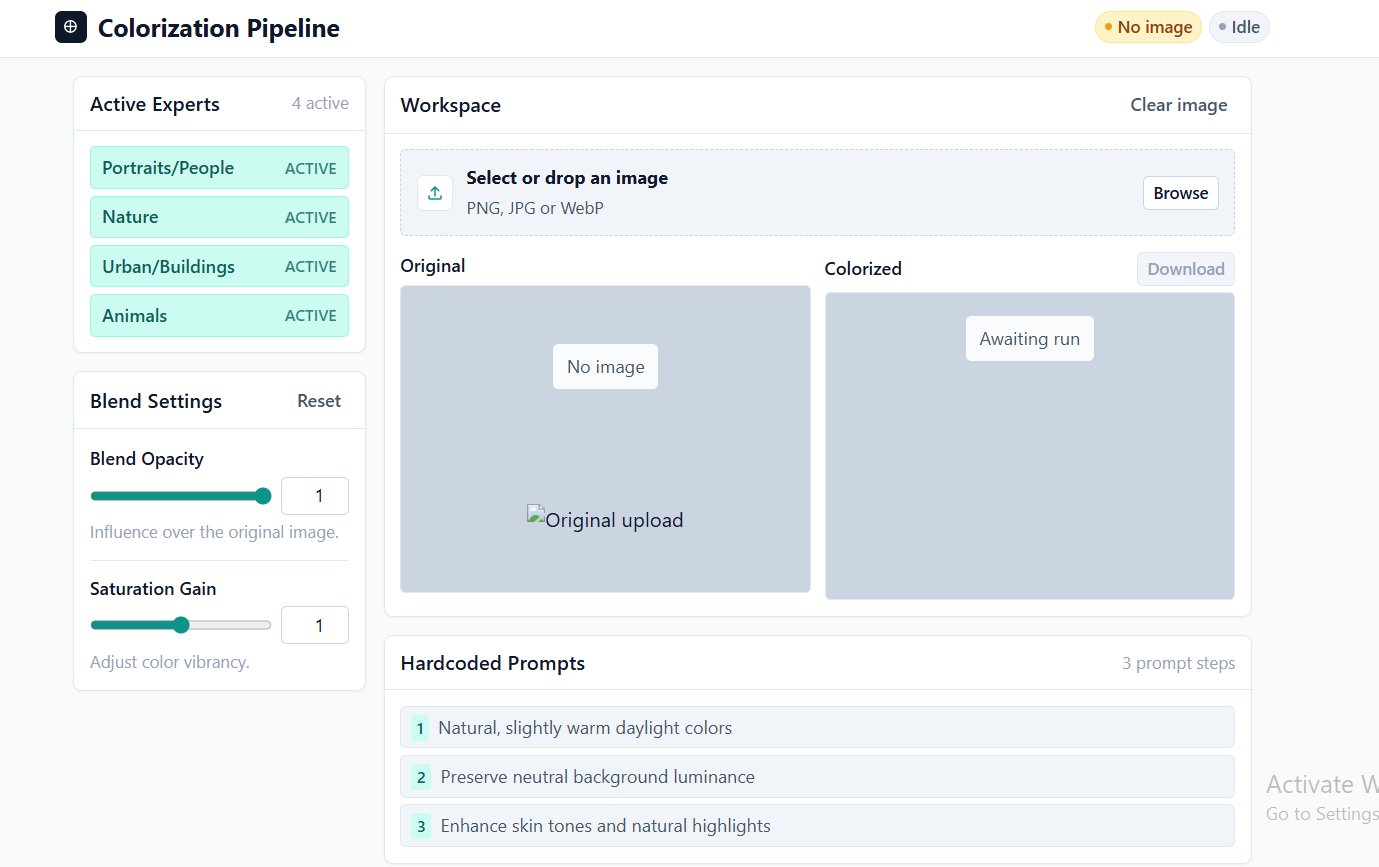 Colorization Pipeline
No image
Idle
Active Experts
4 active
Portraits/People ACTIVE
Nature ACTIVE
Urban/Buildings ACTIVE
Animals ACTIVE
Blend Settings
Reset
Blend Opacity
1
Influence over the original image.
Saturation Gain
1
Adjust color vibrancy.
Workspace
Clear image
Select or drop an image
PNG, JPG or WebP
Browse
Original
No image
Original upload
Colorized
Download
Awaiting run
Hardcoded Prompts
3 prompt steps
1 Natural, slightly warm daylight colors
2 Preserve neutral background luminance
3 Enhance skin tones and natural highlights
Activate W
Go to Settings